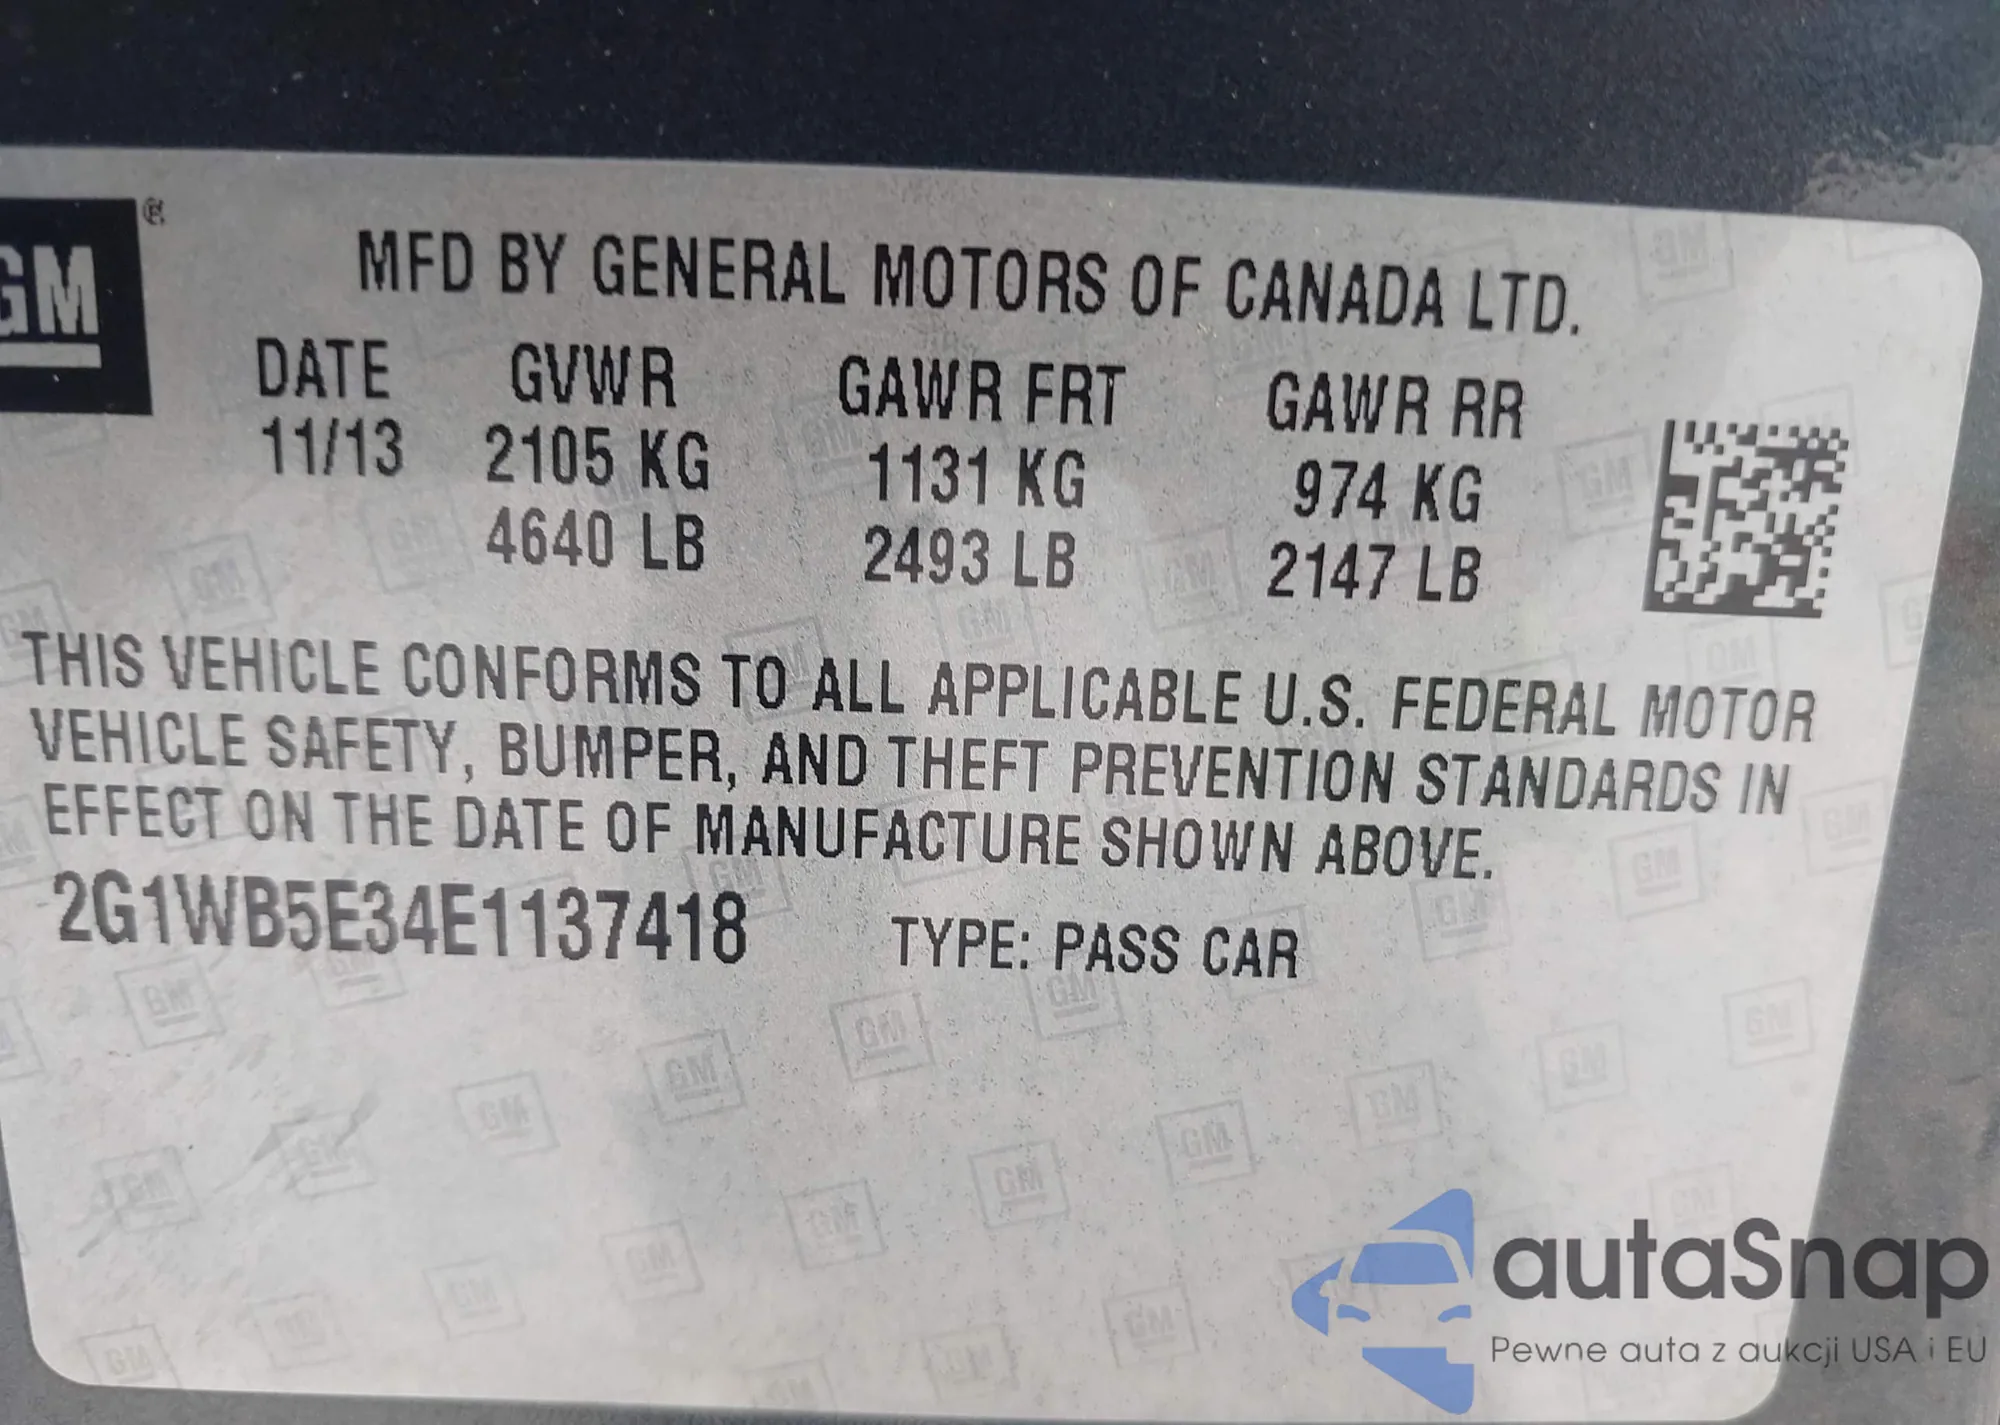 GM
MFD BY GENERAL MOTORS OF CANADA LTD.
DATE GVWR GAWR FRT GAWR RR
11/13 2105 KG 1131 KG 974 KG
4640 LB 2493 LB 2147 LB
THIS VEHICLE CONFORMS TO ALL APPLICABLE U.S. FEDERAL MOTOR
VEHICLE SAFETY, BUMPER, AND THEFT PREVENTION STANDARDS IN
EFFECT ON THE DATE OF MANUFACTURE SHOWN ABOVE.
2G1WB5E34E1137418 TYPE: PASS CAR
autaSnap
Pewne auta z aukcji USA i EU